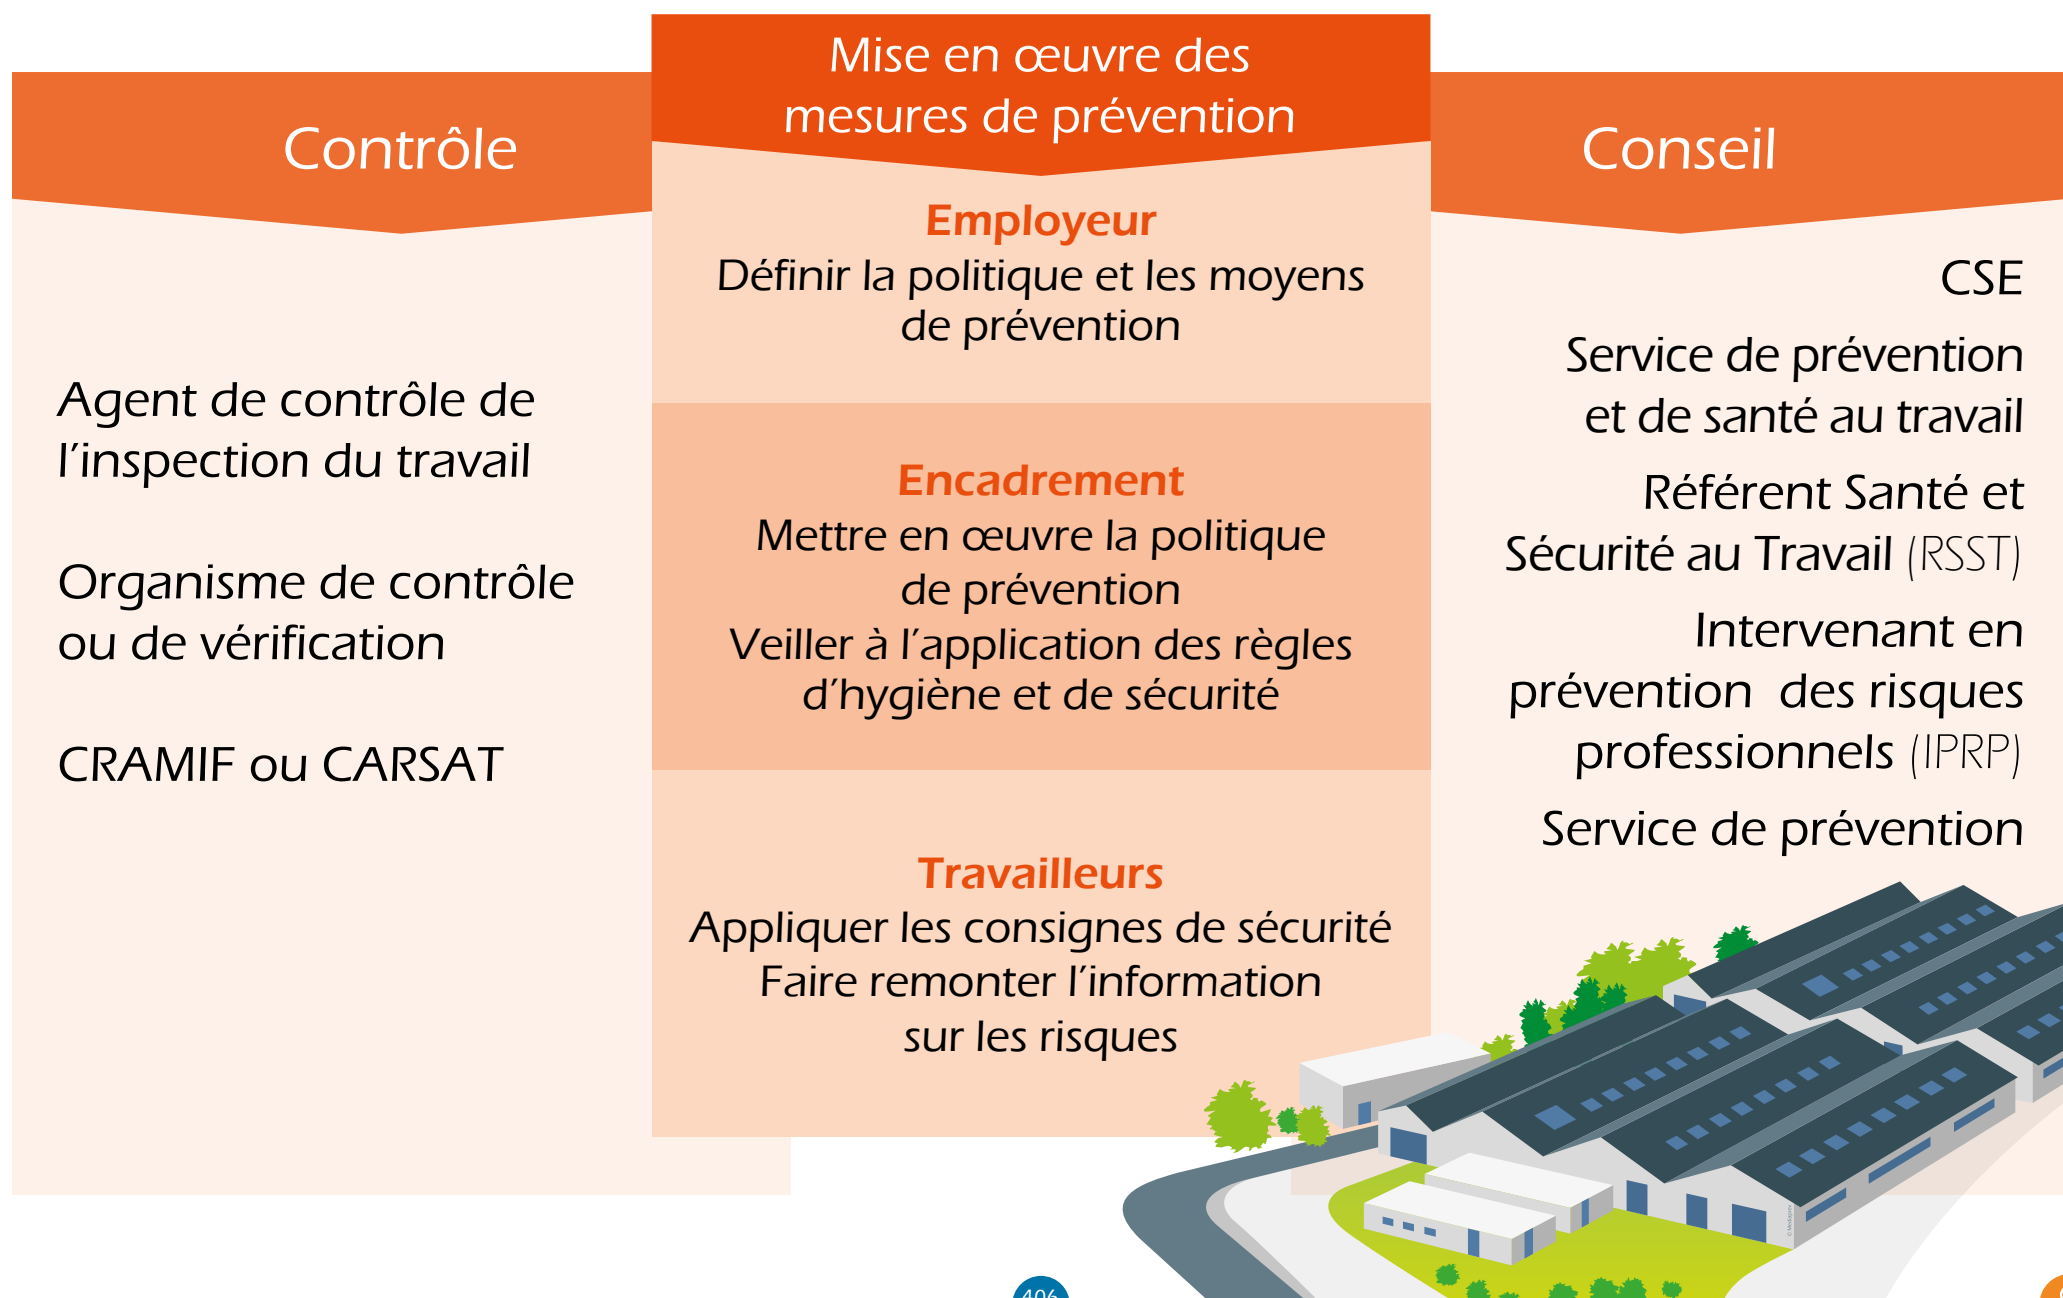 Contrôle
Agent de contrôle de
l’inspection du travail
Organisme de contrôle
ou de vérification
CRAMIF ou CARSAT
Mise en œuvre des
mesures de prévention
Employeur
Définir la politique et les moyens
de prévention
Encadrement
Mettre en œuvre la politique
de prévention
Veiller à l’application des règles
d’hygiène et de sécurité
Travailleurs
Appliquer les consignes de sécurité
Faire remonter l’information
sur les risques
Conseil
CSE
Service de prévention
et de santé au travail
Référent Santé et
Sécurité au Travail (RSST)
Intervenant en
prévention des risques
professionnels (IPRP)
Service de prévention